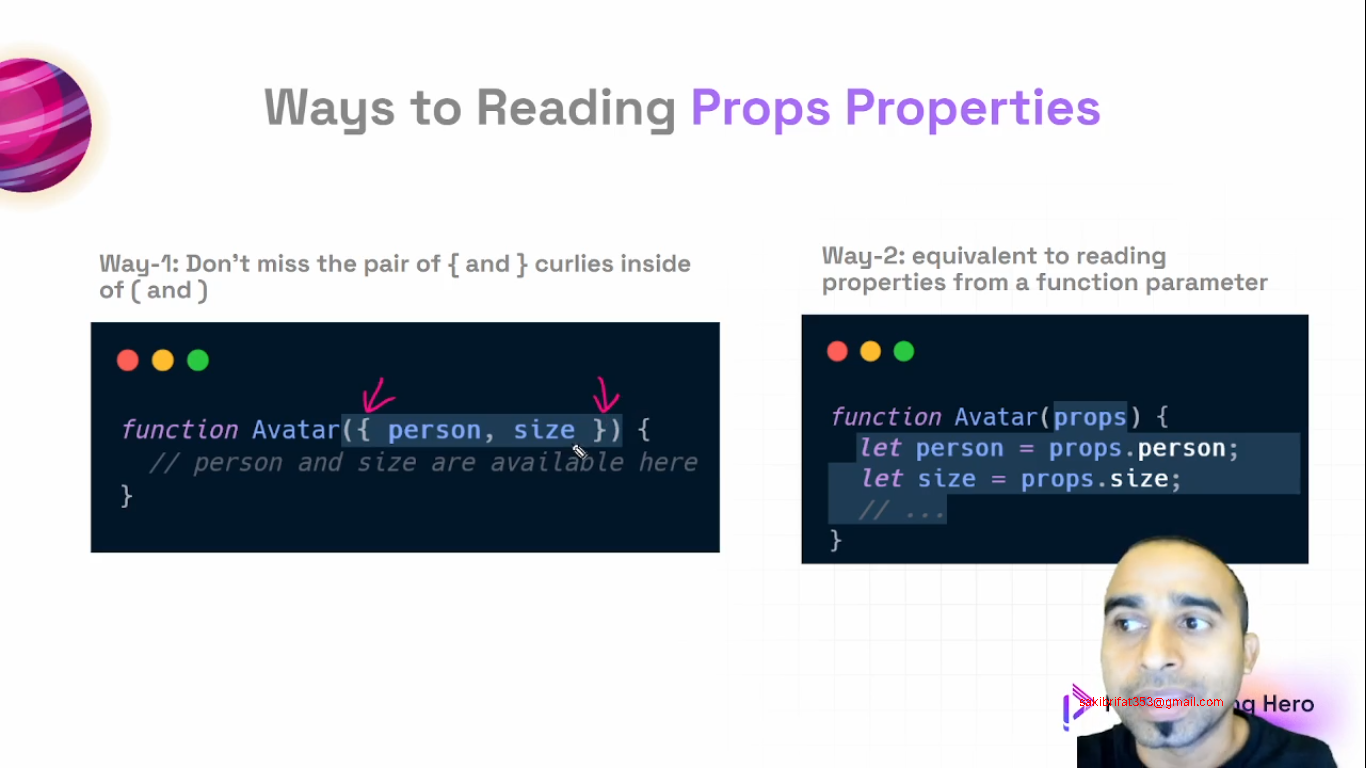 Ways to Reading Props Properties
Way-1: Don't miss the pair of { and } curlies inside
of ( and )
function Avatar({ person, size }) {
// person and size are available here
}
Way-2: equivalent to reading
properties from a function parameter
function Avatar(props) {
let person = props.person;
let size = props.size;
// ...
}
sakibrifat353@gmail.com
Hero